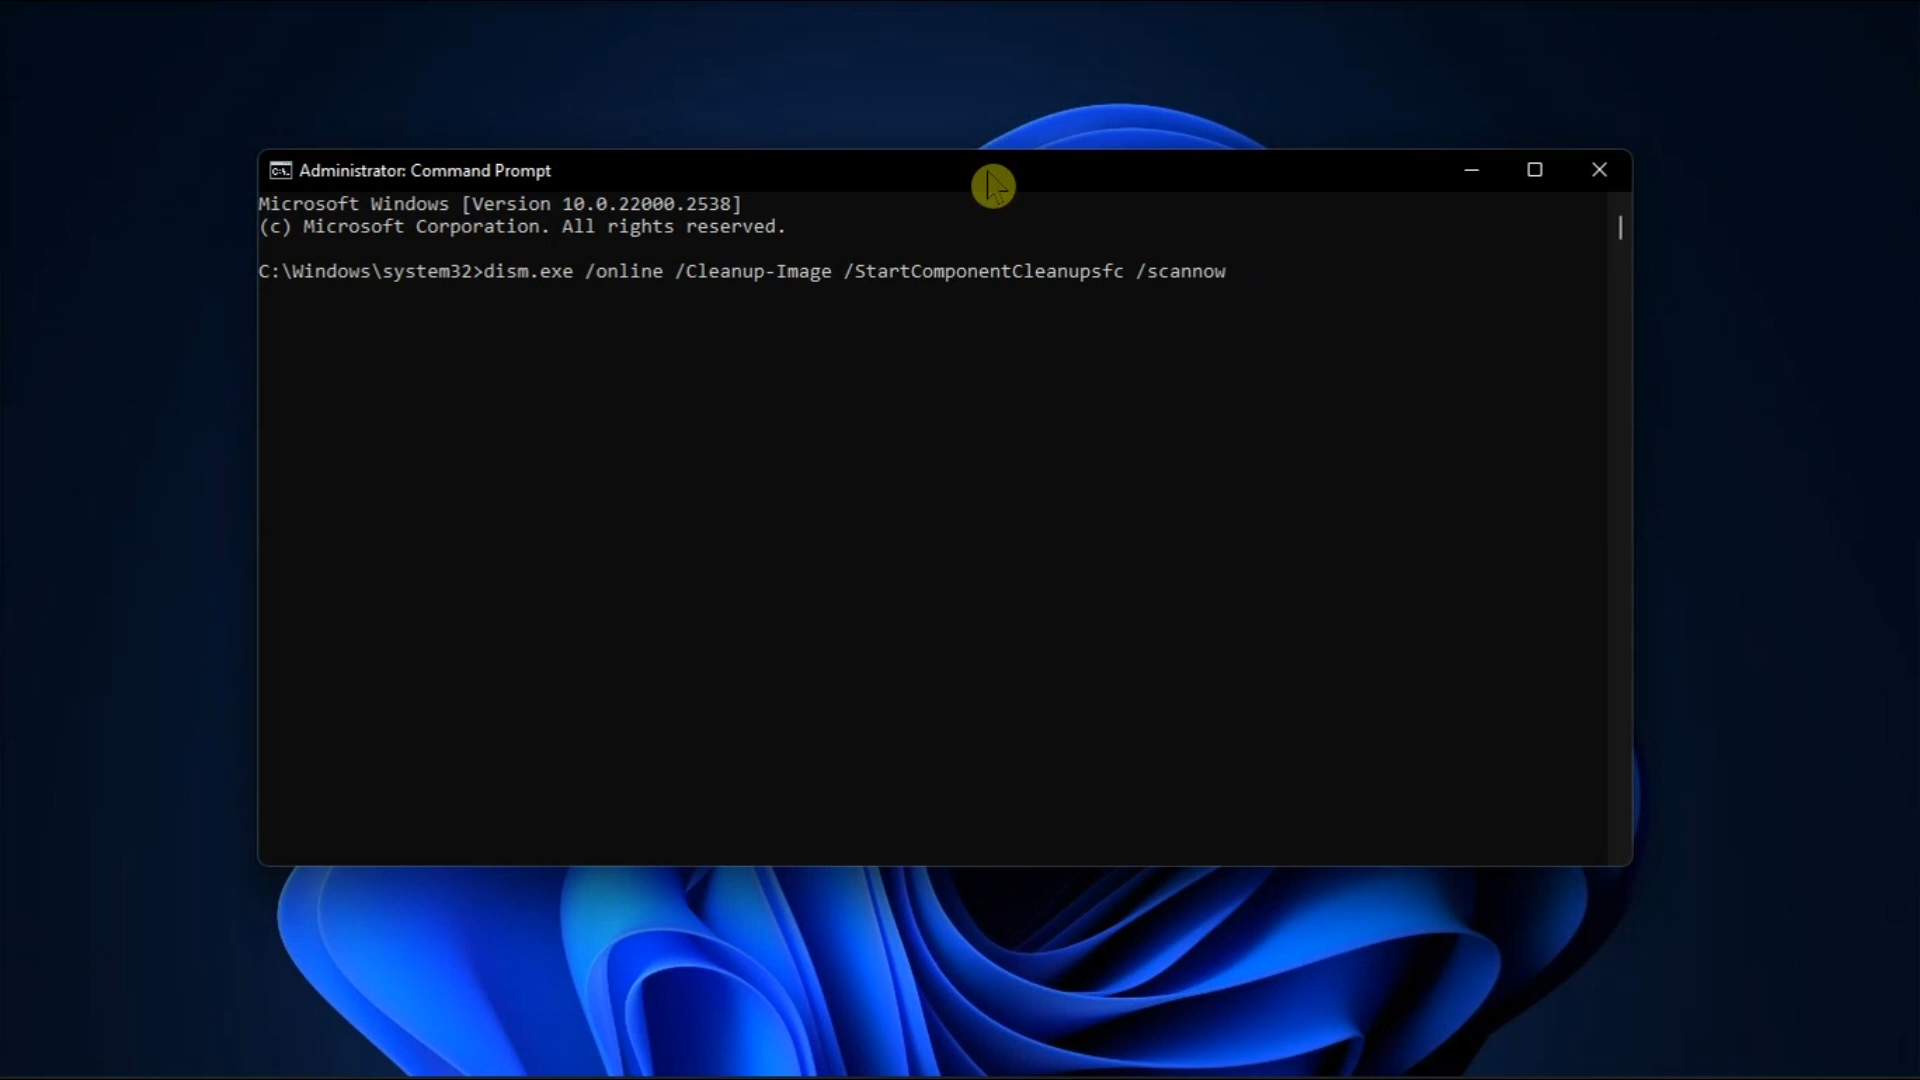 Administrator: Command Prompt
Microsoft Windows [Version 10.0.22000.2538]
(c) Microsoft Corporation. All rights reserved.
C:\Windows\system32>dism.exe /online /Cleanup-Image /StartComponentCleanupsfc /scannow